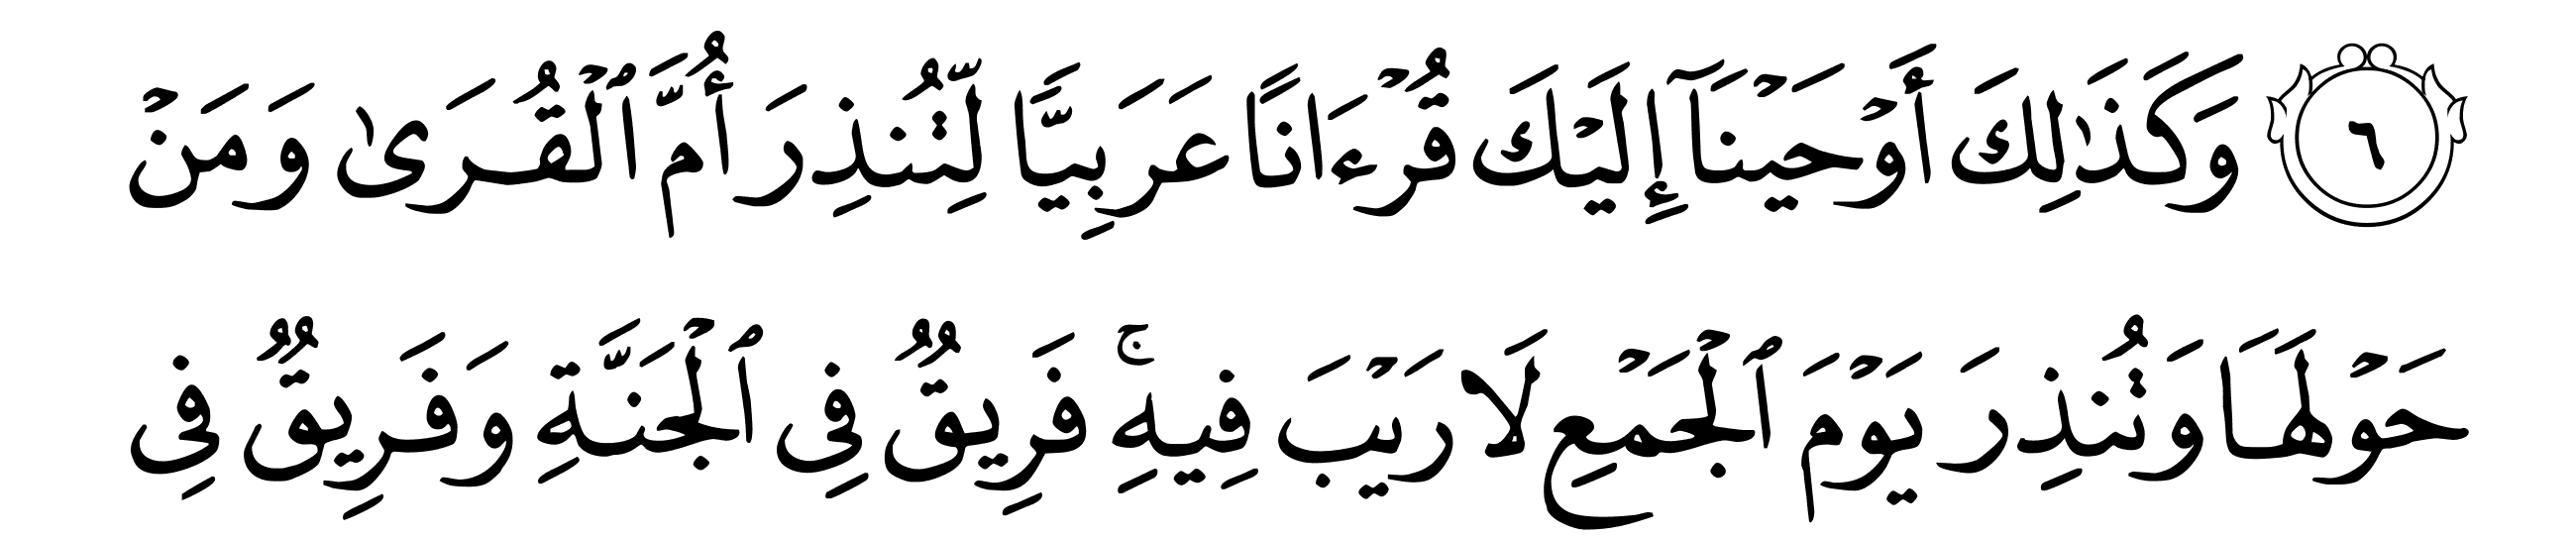 ٦ وَكَذَٰلِكَ أَوۡحَيۡنَآ إِلَيۡكَ قُرۡءَانًا عَرَبِيّٗا لِّتُنذِرَ أُمَّ ٱلۡقُرَىٰ وَمَنۡ
حَوۡلَهَا وَتُنذِرَ يَوۡمَ ٱلۡجَمۡعِ لَا رَيۡبَ فِيهِۚ فَرِيقٞ فِي ٱلۡجَنَّةِ وَفَرِيقٞ فِي